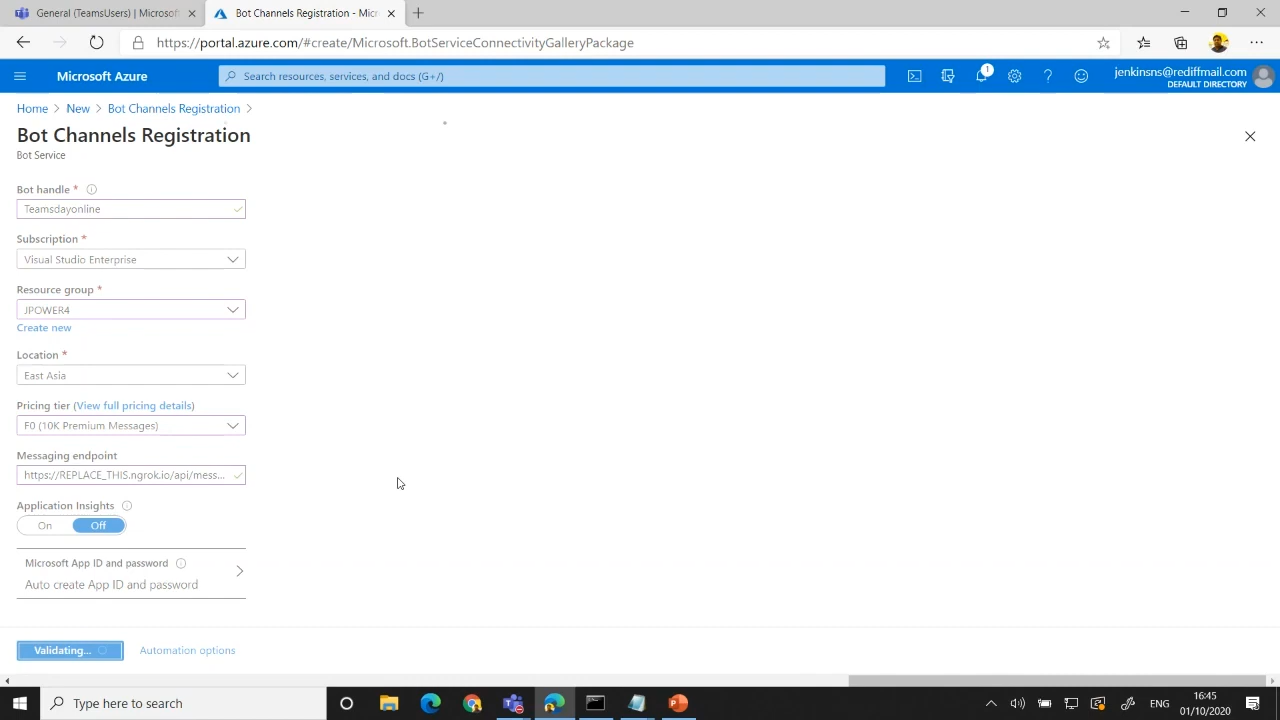 General (TeamsUsers) | Microsoft
Bot Channels Registration - Micr
https://portal.azure.com/#create/Microsoft.BotServiceConnectivityGalleryPackage
Microsoft Azure
Search resources, services, and docs (G+/)
1
jenkinsns@rediffmail.com
DEFAULT DIRECTORY
Home > New > Bot Channels Registration >
Bot Channels Registration
Bot Service
Bot handle *
Teamsdayonline
Subscription *
Visual Studio Enterprise
Resource group *
JPOWER4
Create new
Location *
East Asia
Pricing tier (View full pricing details)
F0 (10K Premium Messages)
Messaging endpoint
https://REPLACE_THIS.ngrok.io/api/mess...
Application Insights
On
Off
Microsoft App ID and password
Auto create App ID and password
Validating...
Automation options
Type here to search
ENG
16:45
01/10/2020